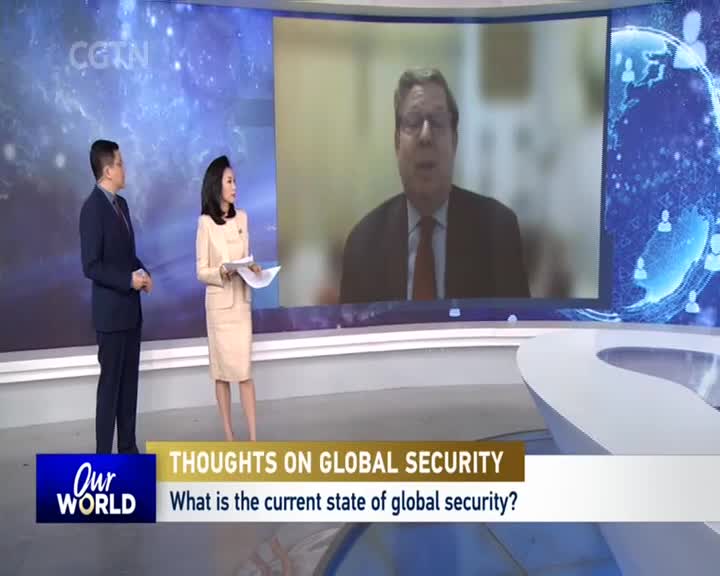 CGTN
THOUGHTS ON GLOBAL SECURITY
Our
WORLD
What is the current state of global security?